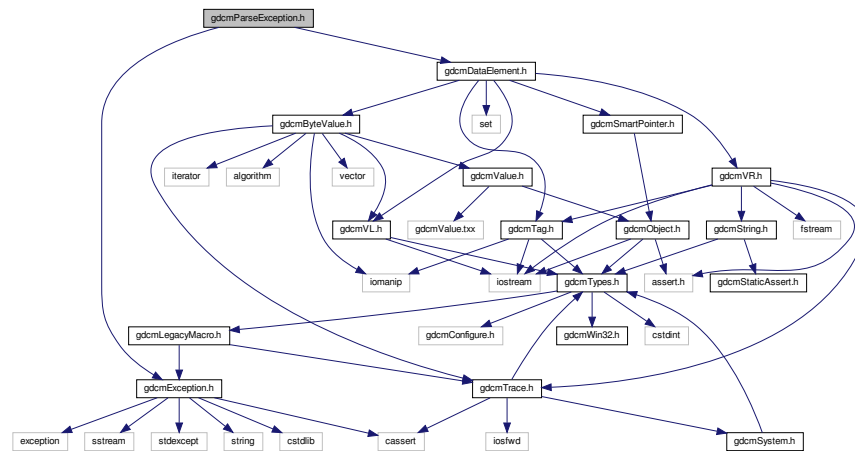 gdcmParseException.h
gdcmDataElement.h
gdcmByteValue.h
set
gdcmSmartPointer.h
iterator
algorithm
vector
gdcmValue.h
gdcmVR.h
gdcmVL.h
gdcmValue.txx
gdcmTag.h
gdcmObject.h
gdcmString.h
fstream
iomanip
iostream
gdcmTypes.h
assert.h
gdcmStaticAssert.h
gdcmLegacyMacro.h
gdcmConfigure.h
gdcmWin32.h
cstdint
gdcmException.h
gdcmTrace.h
exception
sstream
stdexcept
string
cstdlib
cassert
iosfwd
gdcmSystem.h